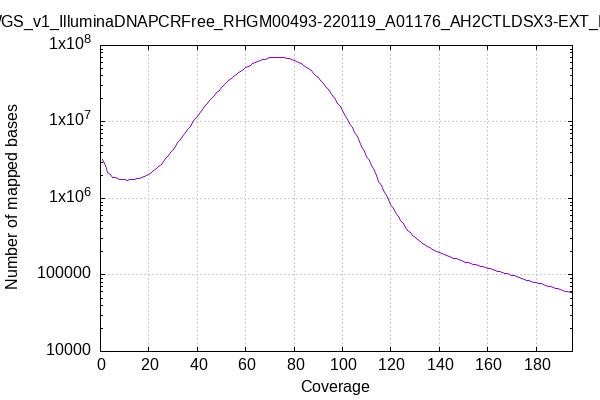 WGS_v1_IlluminaDNAPCRFree_RHGM00493-220119_A01176_AH2CTLDSX3-EXT_
1x10^8
1x10^7
1x10^6
100000
10000
Number of mapped bases
0 20 40 60 80 100 120 140 160 180
Coverage